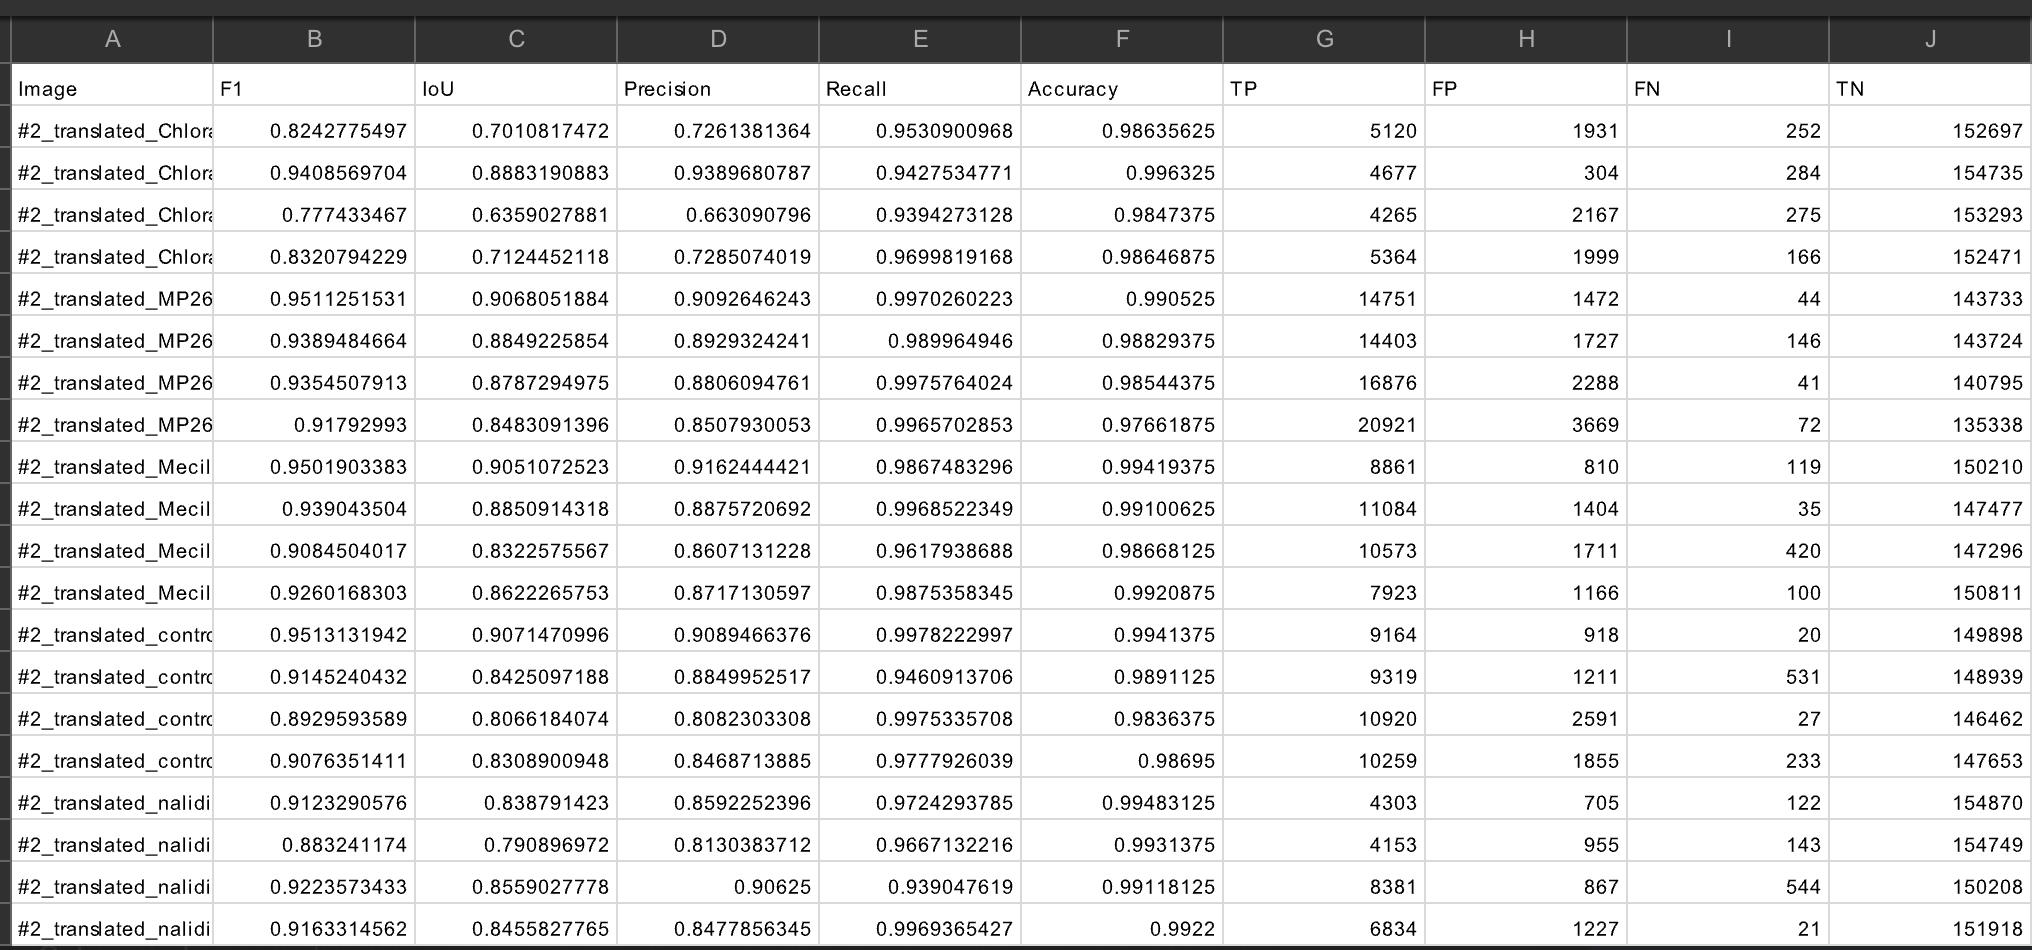 A B C D E F G H I J
Image F1 IoU Precision Recall Accuracy TP FP FN TN
#2_translated_Chlora 0.8242775497 0.7010817472 0.7261381364 0.9530900968 0.98635625 5120 1931 252 152697
#2_translated_Chlora 0.9408569704 0.8883190883 0.9389680787 0.9427534771 0.996325 4677 304 284 154735
#2_translated_Chlora 0.777433467 0.6359027881 0.663090796 0.9394273128 0.9847375 4265 2167 275 153293
#2_translated_Chlora 0.8320794229 0.7124452118 0.7285074019 0.9699819168 0.98646875 5364 1999 166 152471
#2_translated_MP26 0.9511251531 0.9068051884 0.9092646243 0.9970260223 0.990525 14751 1472 44 143733
#2_translated_MP26 0.9389484664 0.8849225854 0.8929324241 0.989964946 0.98829375 14403 1727 146 143724
#2_translated_MP26 0.9354507913 0.8787294975 0.8806094761 0.9975764024 0.98544375 16876 2288 41 140795
#2_translated_MP26 0.91792993 0.8483091396 0.8507930053 0.9965702853 0.97661875 20921 3669 72 135338
#2_translated_Mecil 0.9501903383 0.9051072523 0.9162444421 0.9867483296 0.99419375 8861 810 119 150210
#2_translated_Mecil 0.939043504 0.8850914318 0.8875720692 0.9968522349 0.99100625 11084 1404 35 147477
#2_translated_Mecil 0.9084504017 0.8322575567 0.8607131228 0.9617938688 0.98668125 10573 1711 420 147296
#2_translated_Mecil 0.9260168303 0.8622265753 0.8717130597 0.9875358345 0.9920875 7923 1166 100 150811
#2_translated_contro 0.9513131942 0.9071470996 0.9089466376 0.9978222997 0.9941375 9164 918 20 149898
#2_translated_contro 0.9145240432 0.8425097188 0.8849952517 0.9460913706 0.9891125 9319 1211 531 148939
#2_translated_contro 0.8929593589 0.8066184074 0.8082303308 0.9975335708 0.9836375 10920 2591 27 146462
#2_translated_contro 0.9076351411 0.8308900948 0.8468713885 0.9777926039 0.98695 10259 1855 233 147653
#2_translated_nalidi 0.9123290576 0.838791423 0.8592252396 0.9724293785 0.99483125 4303 705 122 154870
#2_translated_nalidi 0.883241174 0.790896972 0.8130383712 0.9667132216 0.9931375 4153 955 143 154749
#2_translated_nalidi 0.9223573433 0.8559027778 0.90625 0.939047619 0.99118125 8381 867 544 150208
#2_translated_nalidi 0.9163314562 0.8455827765 0.8477856345 0.9969365427 0.9922 6834 1227 21 151918